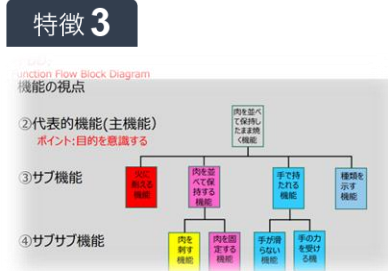 特徴 3
Function Flow Block Diagram
機能の視点
②代表的機能(主機能)
ポイント:目的を意識する
肉を並べ
て保持し
たまま焼
く機能
③サブ機能
火に
耐える
機能
肉を並
べて保
持する
機能
手で持
たれる
機能
種類を
示す
機能
④サブサブ機能
肉を
刺す
機能
肉を固
定する
機能
手が滑
らない
機能
手の力
を受け
る機